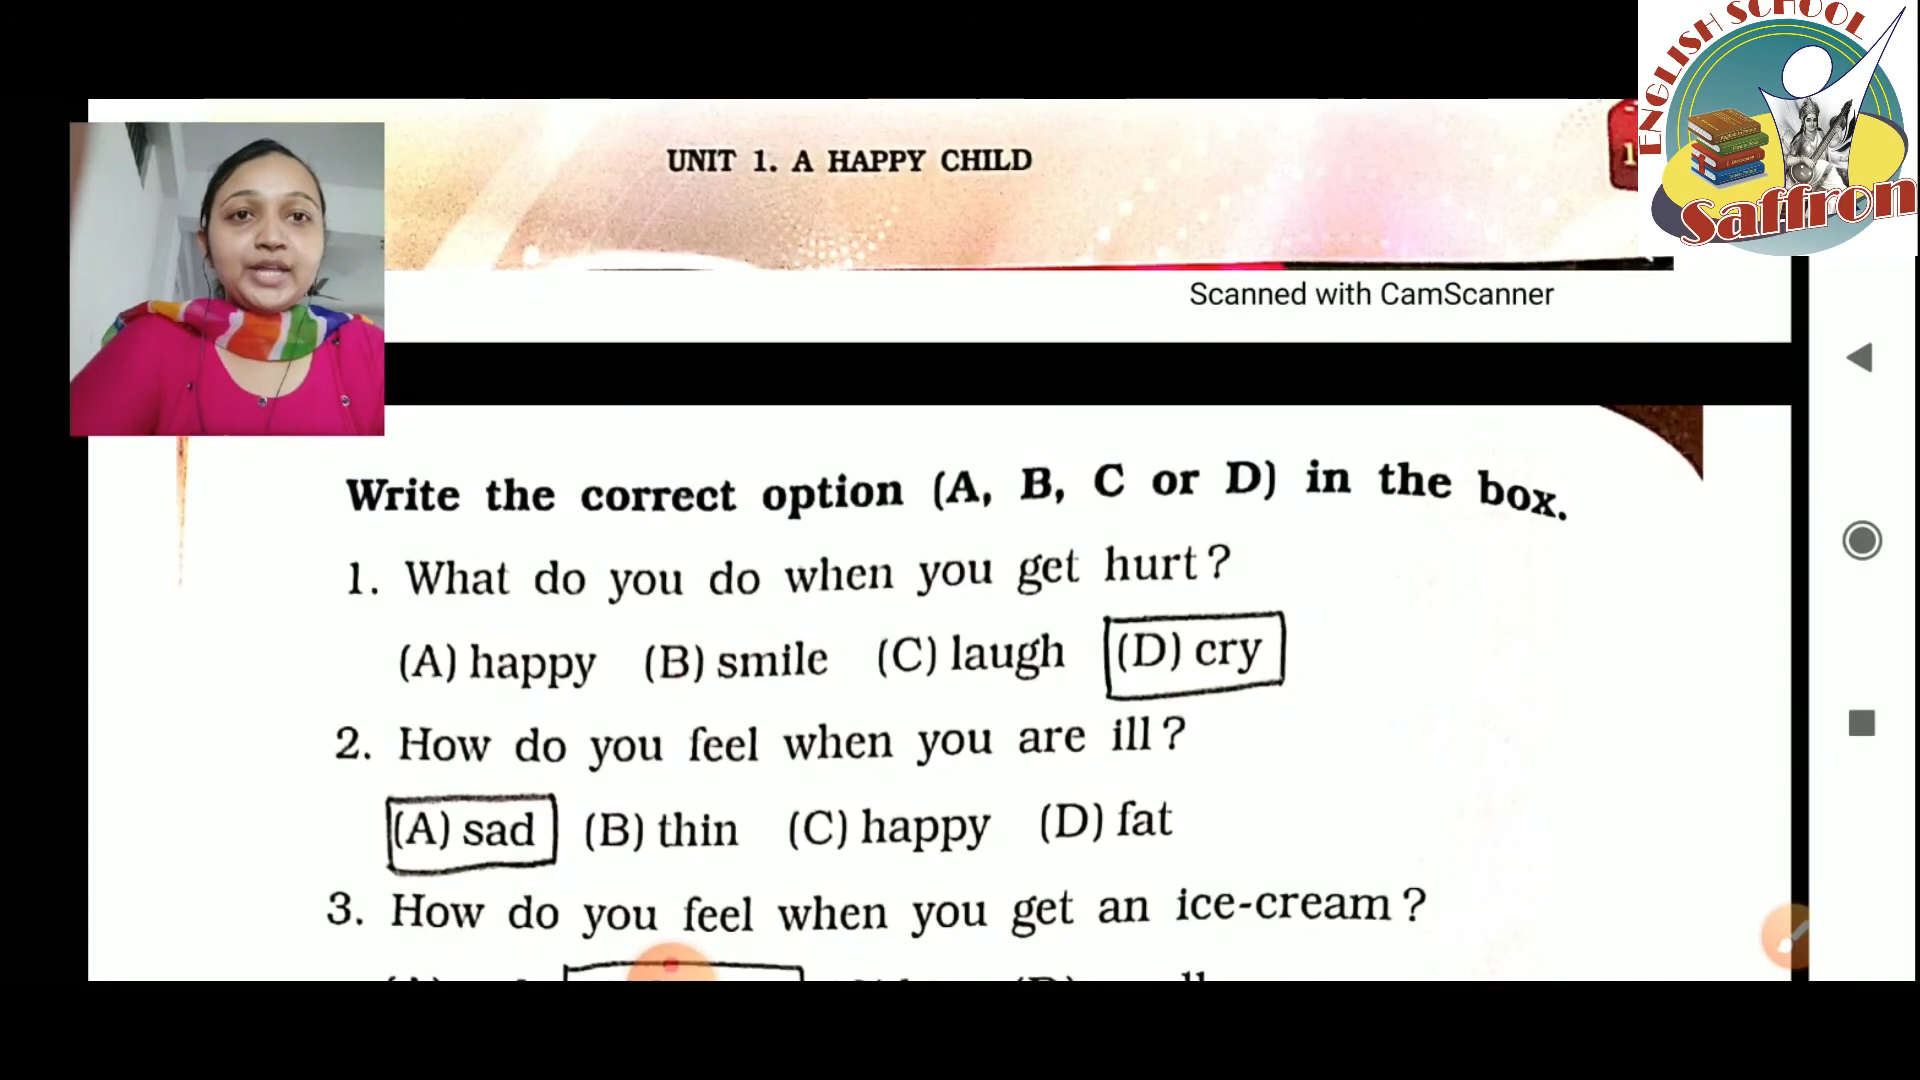 ENGLISH SCHOOL
Saffron
UNIT 1. A HAPPY CHILD
1
Scanned with CamScanner
Write the correct option (A, B, C or D) in the box.
1. What do you do when you get hurt?
(A) happy (B) smile (C) laugh (D) cry
2. How do you feel when you are ill?
(A) sad (B) thin (C) happy (D) fat
3. How do you feel when you get an ice-cream?